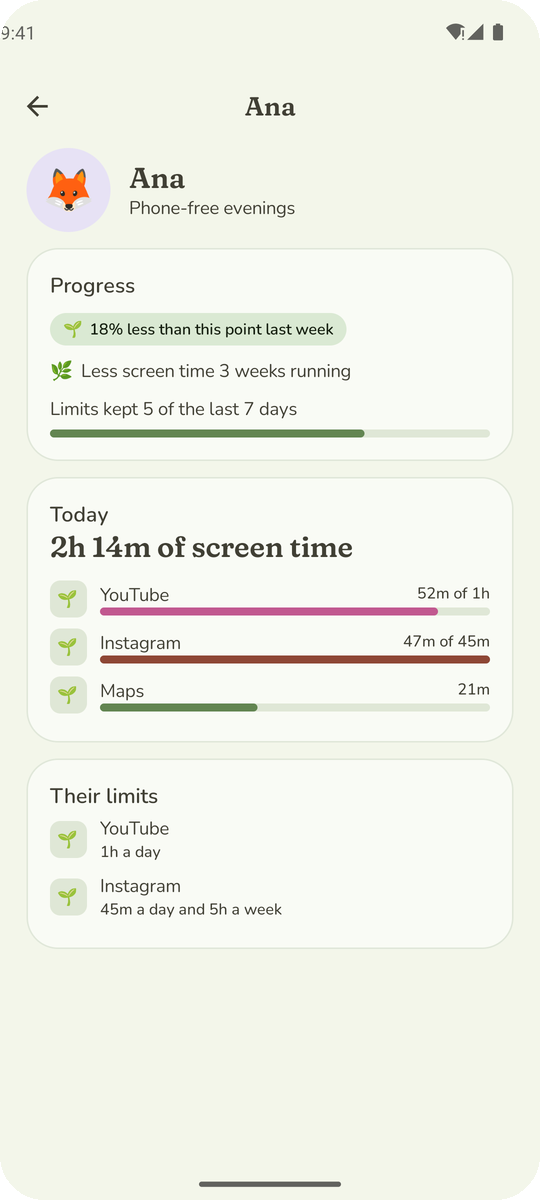 9:41
Ana
Ana
Phone-free evenings
Progress
18% less than this point last week
Less screen time 3 weeks running
Limits kept 5 of the last 7 days
Today
2h 14m of screen time
YouTube 52m of 1h
Instagram 47m of 45m
Maps 21m
Their limits
YouTube
1h a day
Instagram
45m a day and 5h a week